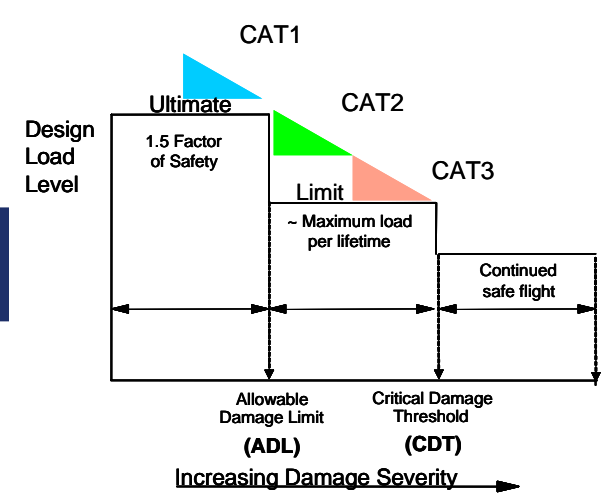 CAT1
CAT2
CAT3
Design
Load
Level
Ultimate
1.5 Factor
of Safety
Limit
~ Maximum load
per lifetime
Continued
safe flight
Allowable
Damage Limit
(ADL)
Critical Damage
Threshold
(CDT)
Increasing Damage Severity